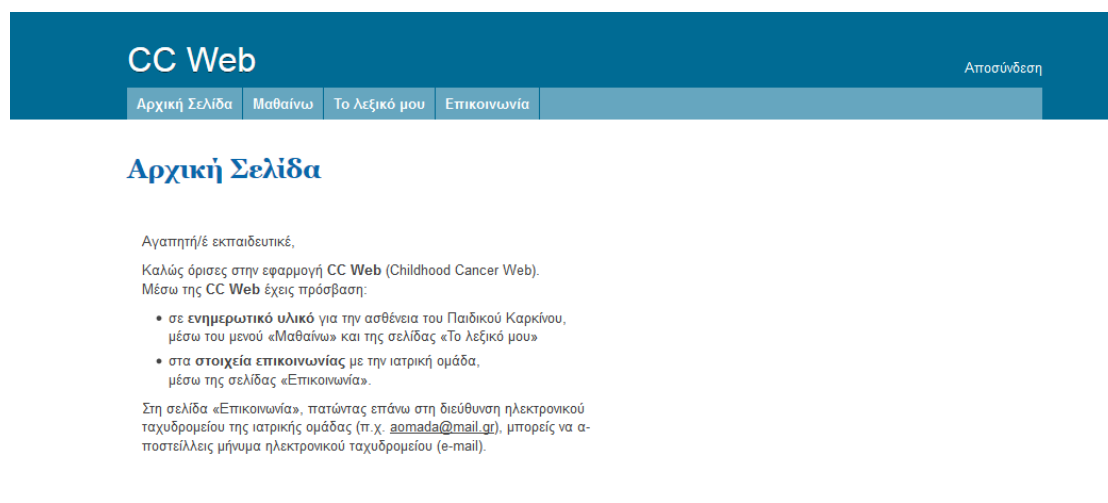 CC Web
Αποσύνδεση
Αρχική Σελίδα Μαθαίνω Το λεξικό μου Επικοινωνία
Αρχική Σελίδα
Αγαπητή/έ εκπαιδευτικέ,
Καλώς όρισες στην εφαρμογή CC Web (Childhood Cancer Web).
Μέσω της CC Web έχεις πρόσβαση:
• σε ενημερωτικό υλικό για την ασθένεια του Παιδικού Καρκίνου,
μέσω του μενού «Μαθαίνω» και της σελίδας «Το λεξικό μου»
• στα στοιχεία επικοινωνίας με την ιατρική ομάδα,
μέσω της σελίδας «Επικοινωνία».
Στη σελίδα «Επικοινωνία», πατώντας επάνω στη διεύθυνση ηλεκτρονικού
ταχυδρομείου της ιατρικής ομάδας (π.χ. aomada@mail.gr), μπορείς να α-
ποστείλλεις μήνυμα ηλεκτρονικού ταχυδρομείου (e-mail).